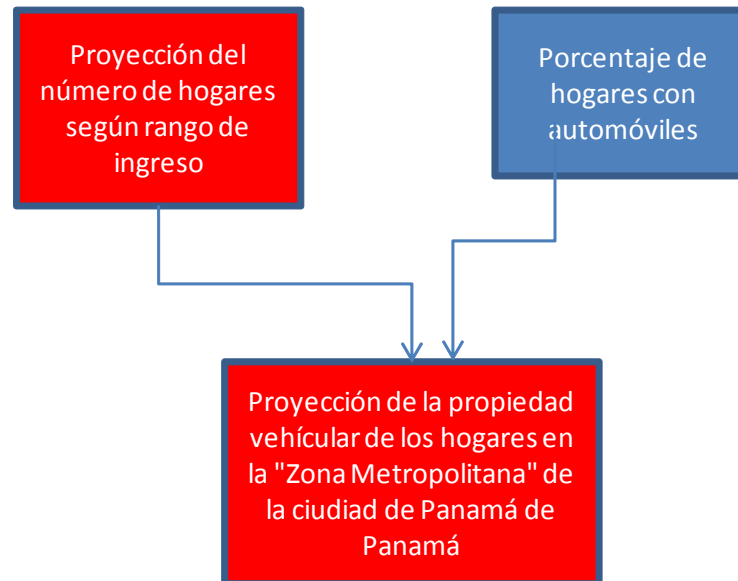 Proyección del
número de hogares
según rango de
ingreso
Porcentaje de
hogares con
automóviles
Proyección de la propiedad
vehícular de los hogares en
la "Zona Metropolitana" de
la ciudiad de Panamá de
Panamá